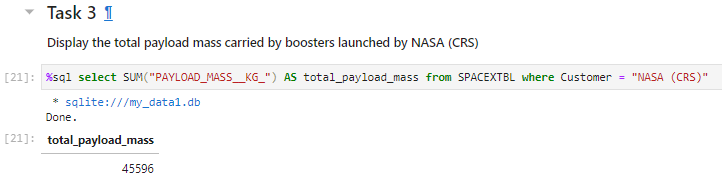 Task 3 ¶
Display the total payload mass carried by boosters launched by NASA (CRS)
[21]: %sql select SUM("PAYLOAD_MASS__KG_") AS total_payload_mass from SPACEXTBL where Customer = "NASA (CRS)"
* sqlite:///my_data1.db
Done.
[21]: total_payload_mass
45596